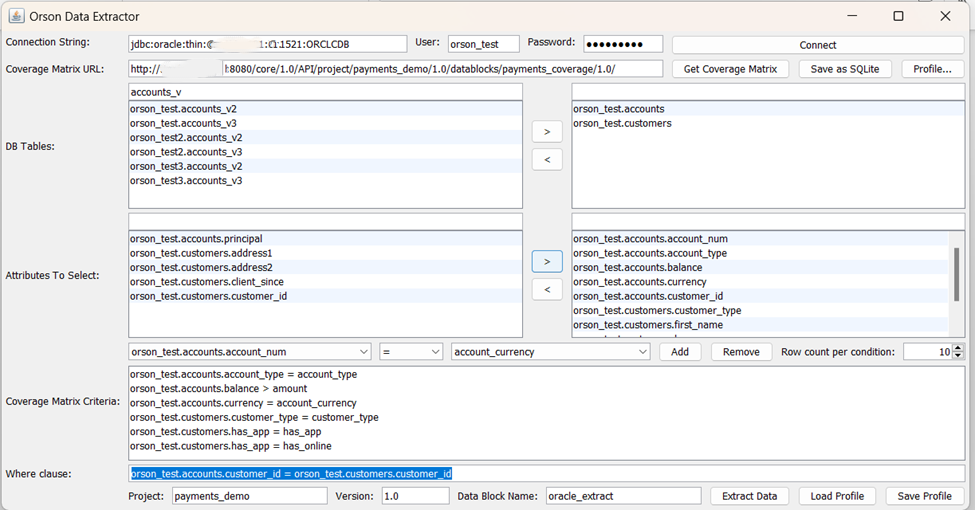 Orson Data Extractor
Connection String: jdbc:oracle:thin:@ 1521:ORCLCDB User: orson_test Password: ●●●●●●●●● Connect
Coverage Matrix URL: http:// :8080/core/1.0/API/project/payments_demo/1.0/datablocks/payments_coverage/1.0/ Get Coverage Matrix Save as SQLite Profile...
accounts_v
DB Tables:
orson_test.accounts_v2
orson_test.accounts_v3
orson_test2.accounts_v2
orson_test2.accounts_v3
orson_test3.accounts_v2
orson_test3.accounts_v3
>
<
orson_test.accounts
orson_test.customers
Attributes To Select:
orson_test.accounts.principal
orson_test.customers.address1
orson_test.customers.address2
orson_test.customers.client_since
orson_test.customers.customer_id
>
<
orson_test.accounts.account_num
orson_test.accounts.account_type
orson_test.accounts.balance
orson_test.accounts.currency
orson_test.accounts.customer_id
orson_test.customers.customer_type
orson_test.customers.first_name
orson_test.accounts.account_num = account_currency Add Remove Row count per condition: 10
Coverage Matrix Criteria:
orson_test.accounts.account_type = account_type
orson_test.accounts.balance > amount
orson_test.accounts.currency = account_currency
orson_test.customers.customer_type = customer_type
orson_test.customers.has_app = has_app
orson_test.customers.has_app = has_online
Where clause: orson_test.accounts.customer_id = orson_test.customers.customer_id
Project: payments_demo Version: 1.0 Data Block Name: oracle_extract Extract Data Load Profile Save Profile